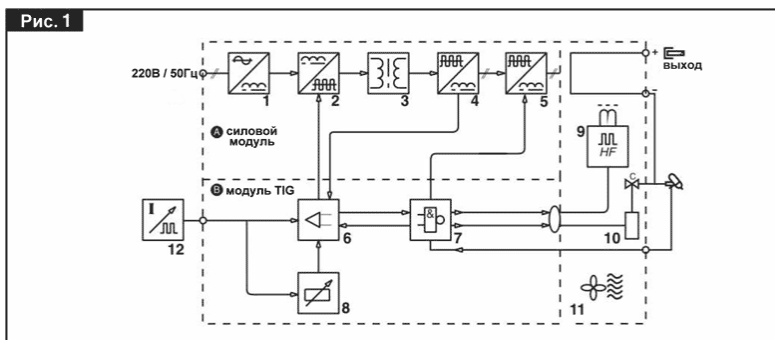 Рис. 1
220В / 50Гц
1
2
3
4
5
+
ВЫХОД
-
A СИЛОВОЙ
МОДУЛЬ
9
HF
B МОДУЛЬ TIG
C
I
12
6
&
7
10
8
11